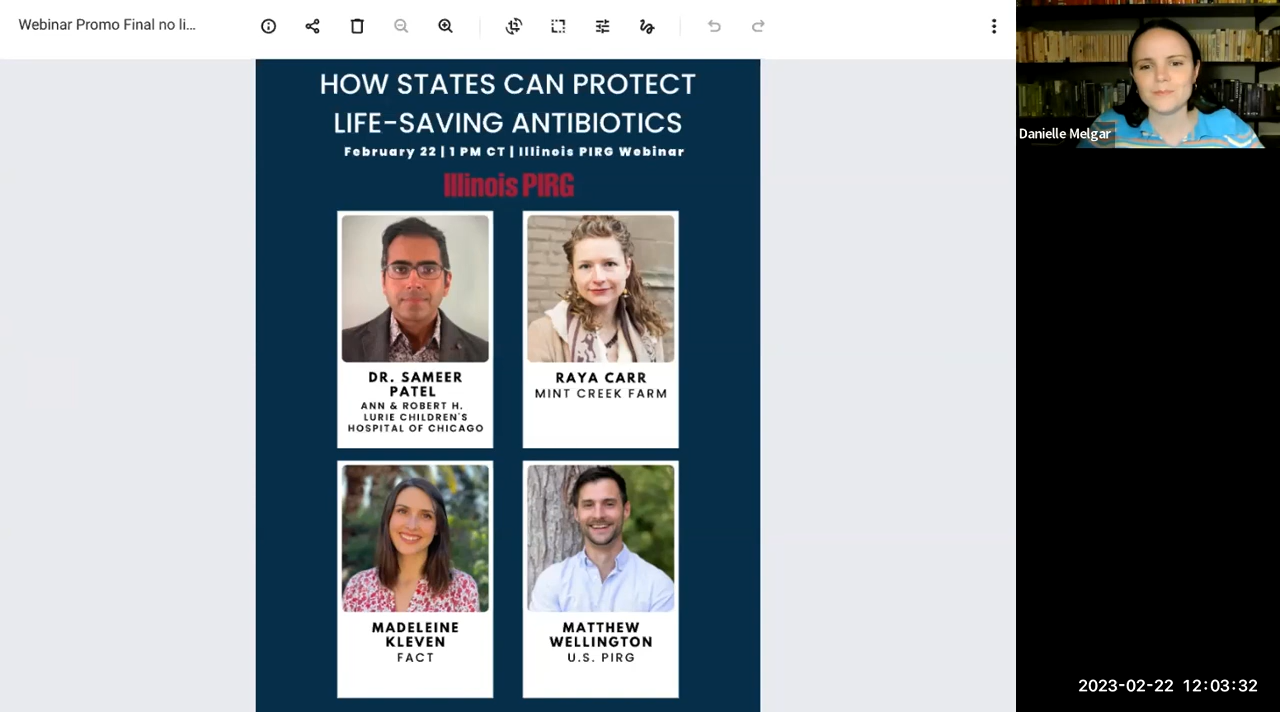 Webinar Promo Final no li...
HOW STATES CAN PROTECT
LIFE-SAVING ANTIBIOTICS
February 22 | 1 PM CT | Illinois PIRG Webinar
Illinois PIRG
DR. SAMEER
PATEL
ANN & ROBERT H.
LURIE CHILDREN'S
HOSPITAL OF CHICAGO
RAYA CARR
MINT CREEK FARM
MADELEINE
KLEVEN
FACT
MATTHEW
WELLINGTON
U.S. PIRG
Danielle Melgar
2023-02-22 12:03:32